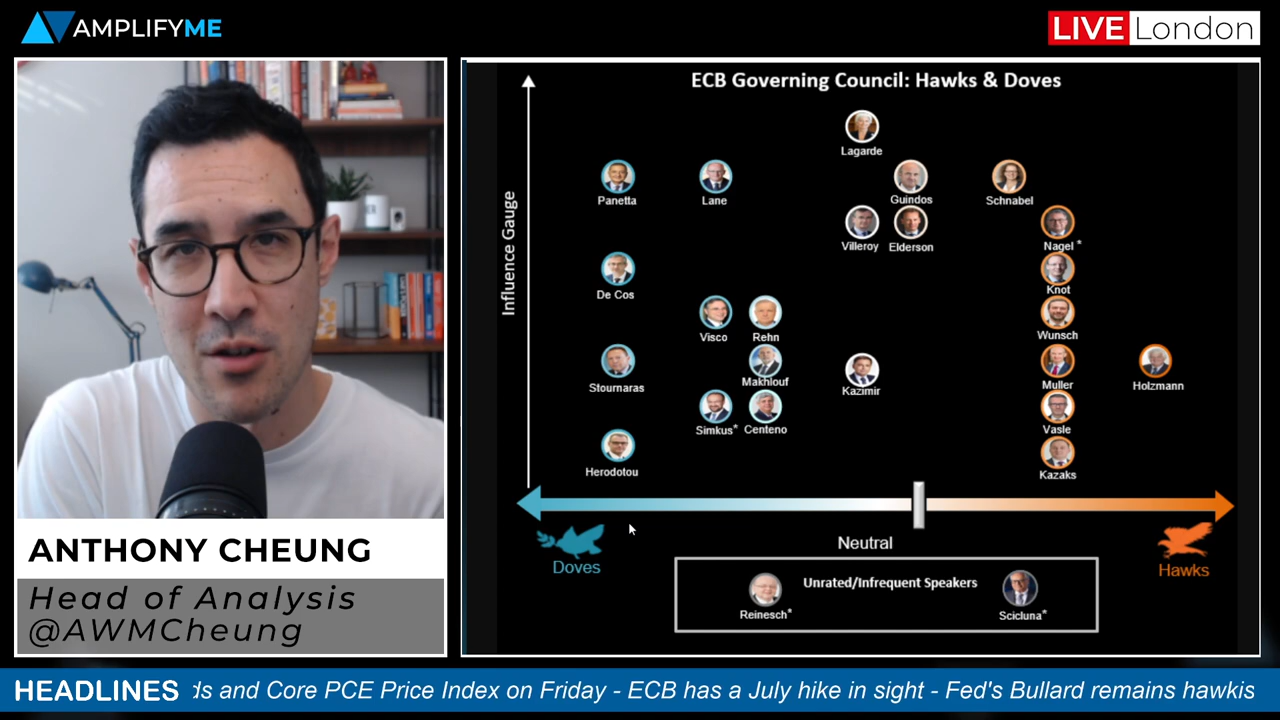 AMPLIFYME
LIVE London
ANTHONY CHEUNG
Head of Analysis
@AWMCheung
ECB Governing Council: Hawks & Doves
Influence Gauge
Lagarde
Panetta
Lane
Guindos
Schnabel
Villeroy
Elderson
Nagel *
De Cos
Knot
Visco
Rehn
Wunsch
Stournaras
Makhlouf
Kazimir
Muller
Holzmann
Simkus*
Centeno
Vasle
Herodotou
Kazaks
Doves
Neutral
Hawks
Unrated/Infrequent Speakers
Reinesch*
Scicluna*
HEADLINES ds and Core PCE Price Index on Friday - ECB has a July hike in sight - Fed's Bullard remains hawkis